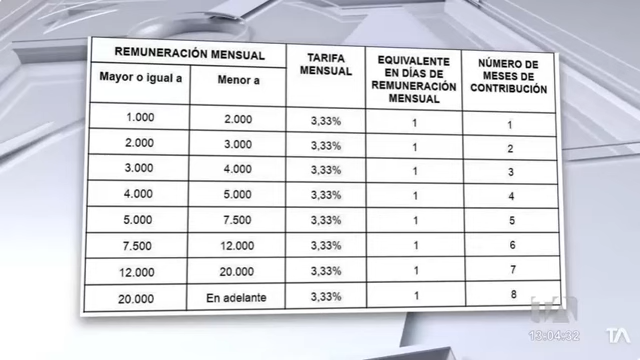 REMUNERACIÓN MENSUAL
TARIFA MENSUAL
EQUIVALENTE EN DÍAS DE REMUNERACIÓN MENSUAL
NÚMERO DE MESES DE CONTRIBUCIÓN
Mayor o igual a Menor a
1.000 2.000 3,33% 1 1
2.000 3.000 3,33% 1 2
3.000 4.000 3,33% 1 3
4.000 5.000 3,33% 1 4
5.000 7.500 3,33% 1 5
7.500 12.000 3,33% 1 6
12.000 20.000 3,33% 1 7
20.000 En adelante 3,33% 1 8
13:04:32
TA